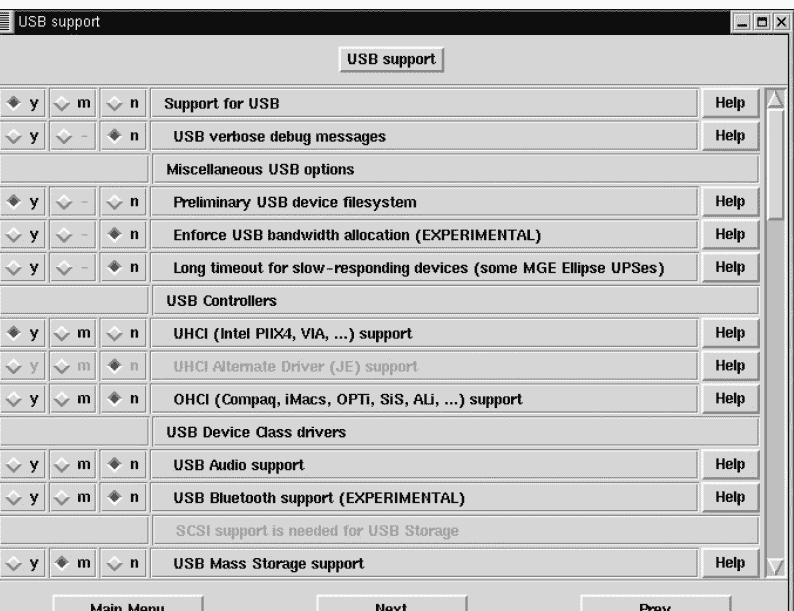 USB support
USB support
y m n Support for USB Help
y - n USB verbose debug messages Help
Miscellaneous USB options
y - n Preliminary USB device filesystem Help
y - n Enforce USB bandwidth allocation (EXPERIMENTAL) Help
y - n Long timeout for slow-responding devices (some MGE Ellipse UPSes) Help
USB Controllers
y m n UHCI (Intel PIIX4, VIA, ...) support Help
y m n UHCI Alternate Driver (JE) support Help
y m n OHCI (Compaq, iMacs, OPTi, SiS, ALi, ...) support Help
USB Device Class drivers
y m n USB Audio support Help
y m n USB Bluetooth support (EXPERIMENTAL) Help
SCSI support is needed for USB Storage
y m n USB Mass Storage support Help
Main Menu Next Prev